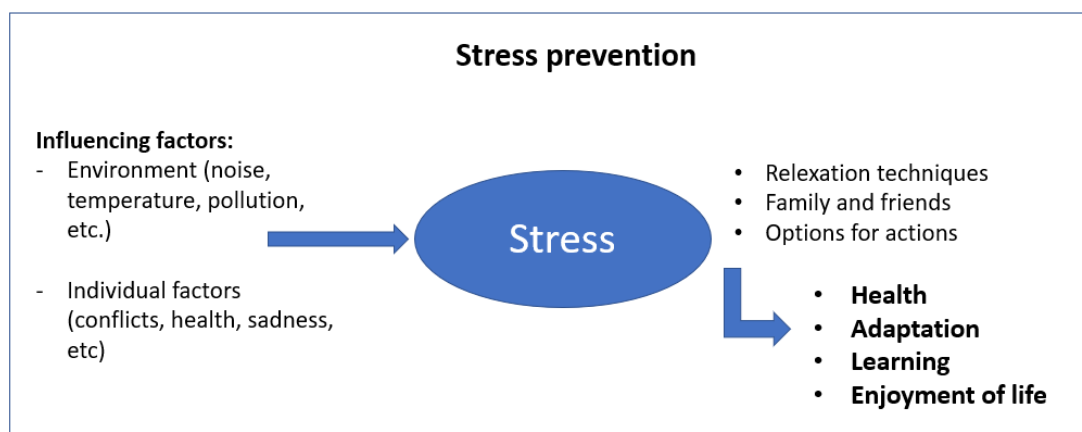 Stress prevention
Influencing factors:
- Environment (noise,
temperature, pollution,
etc.)
- Individual factors
(conflicts, health, sadness,
etc)
Stress
• Relexation techniques
• Family and friends
• Options for actions
• Health
• Adaptation
• Learning
• Enjoyment of life